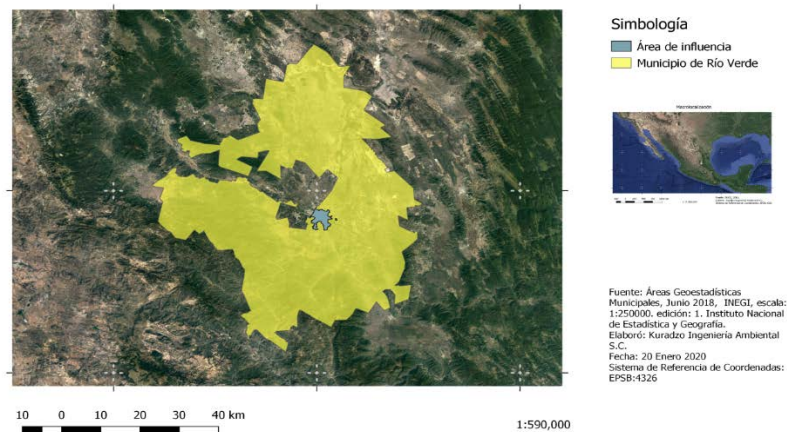 Simbología
Área de influencia
Municipio de Río Verde
Macrolocalización
Fuente: Áreas Geoestadísticas
Municipales, Junio 2018, INEGI, escala:
1:250000. edición: 1. Instituto Nacional
de Estadística y Geografía.
Elaboró: Kuradzo Ingeniería Ambiental
S.C.
Fecha: 20 Enero 2020
Sistema de Referencia de Coordenadas:
EPSB:4326
10 0 10 20 30 40 km
1:590,000